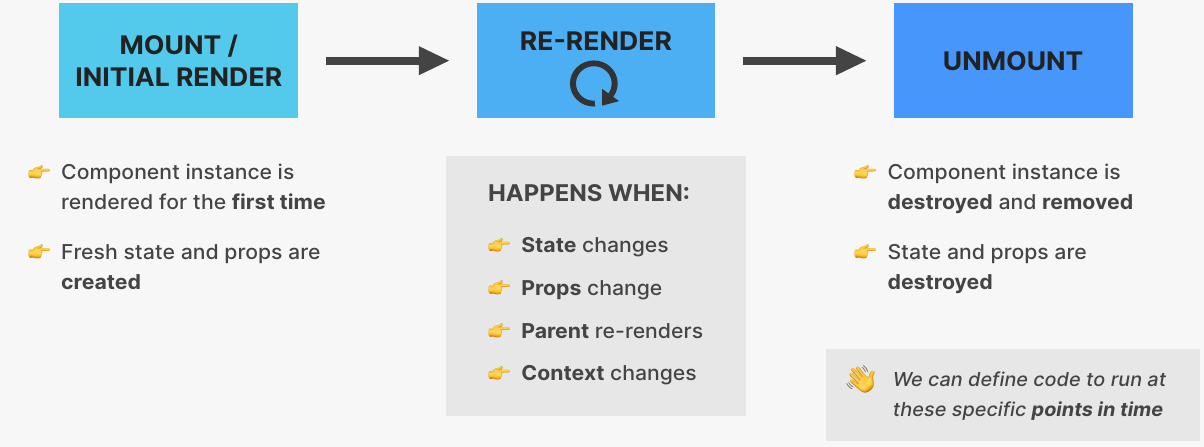 MOUNT /
INITIAL RENDER
RE-RENDER
UNMOUNT
👉 Component instance is
rendered for the first time
👉 Fresh state and props are
created
HAPPENS WHEN:
👉 State changes
👉 Props change
👉 Parent re-renders
👉 Context changes
👉 Component instance is
destroyed and removed
👉 State and props are
destroyed
👋 We can define code to run at
these specific points in time